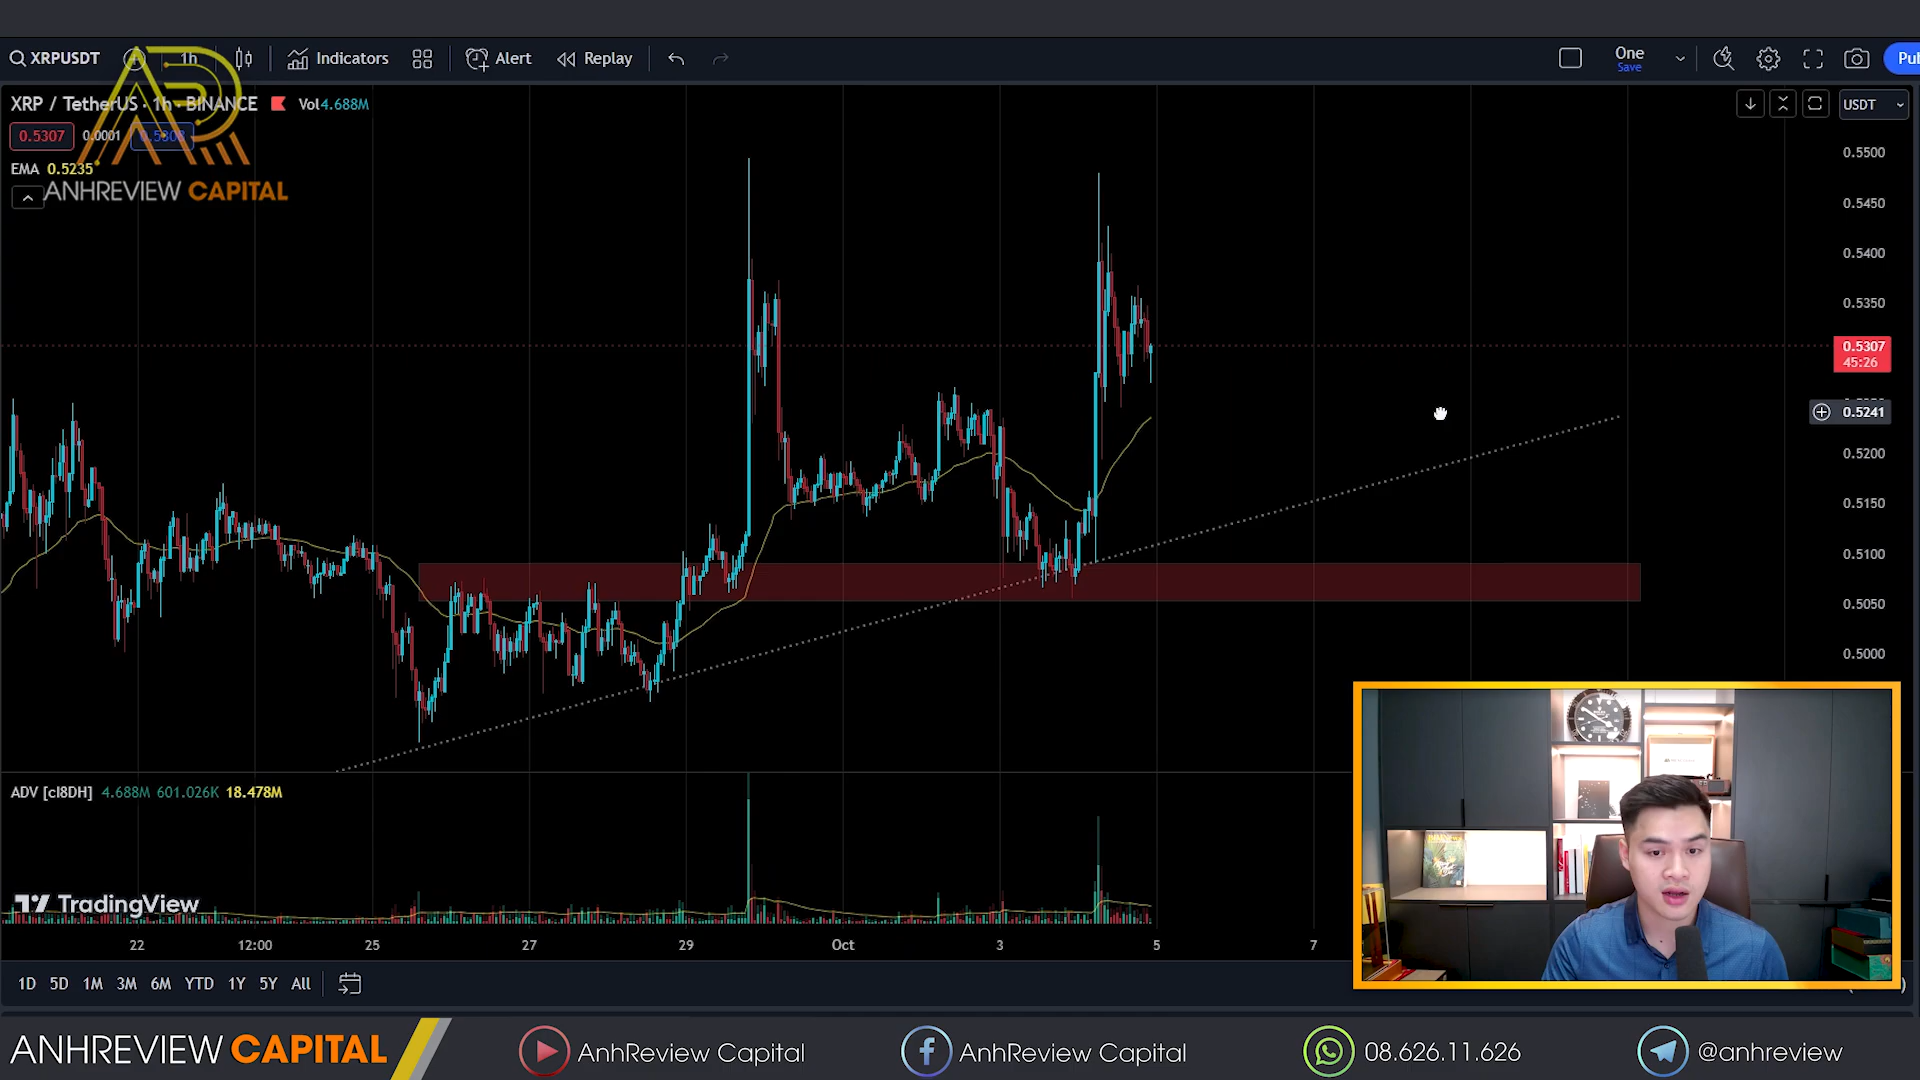 XRPUSDT 1h Indicators Alert Replay One Save Pub
XRP / TetherUS · 1h · BINANCE Vol 4.688M USDT
0.5307 0.0001 0.5308
EMA 0.5235
ANHREVIEW CAPITAL
0.5500
0.5450
0.5400
0.5350
0.5307
45:26
0.5241
0.5200
0.5150
0.5100
0.5050
0.5000
ADV [cI8DH] 4.688M 601.026K 18.478M
TradingView
22 12:00 25 27 29 Oct 3 5 7
1D 5D 1M 3M 6M YTD 1Y 5Y All
ANHREVIEW CAPITAL AnhReview Capital AnhReview Capital 08.626.11.626 @anhreview